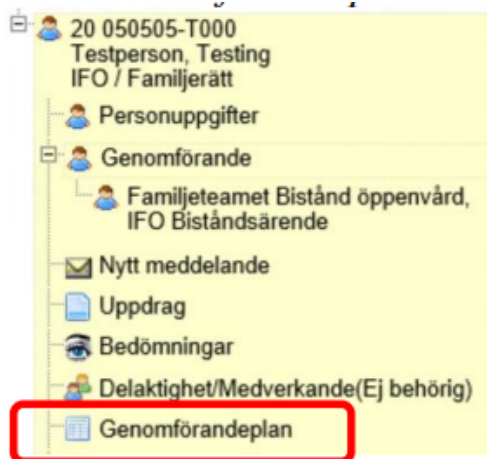 20 050505-T000
Testperson, Testing
IFO / Familjerätt
Personuppgifter
Genomförande
Familjeteamet Bistånd öppenvård,
IFO Biståndsärende
Nytt meddelande
Uppdrag
Bedömningar
Delaktighet/Medverkande(Ej behörig)
Genomförandeplan